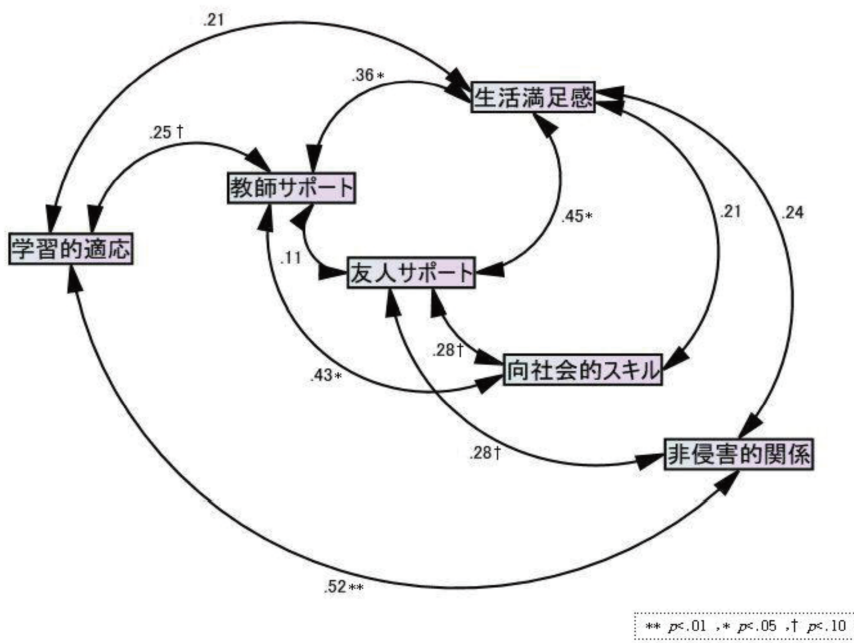 .21
.36*
生活満足感
.25†
教師サポート
.45*
.21
.24
学習的適応
.11
友人サポート
.28†
向社会的スキル
.43*
.28†
非侵害的関係
.52**
** p<.01 ,* p<.05 ,† p<.10